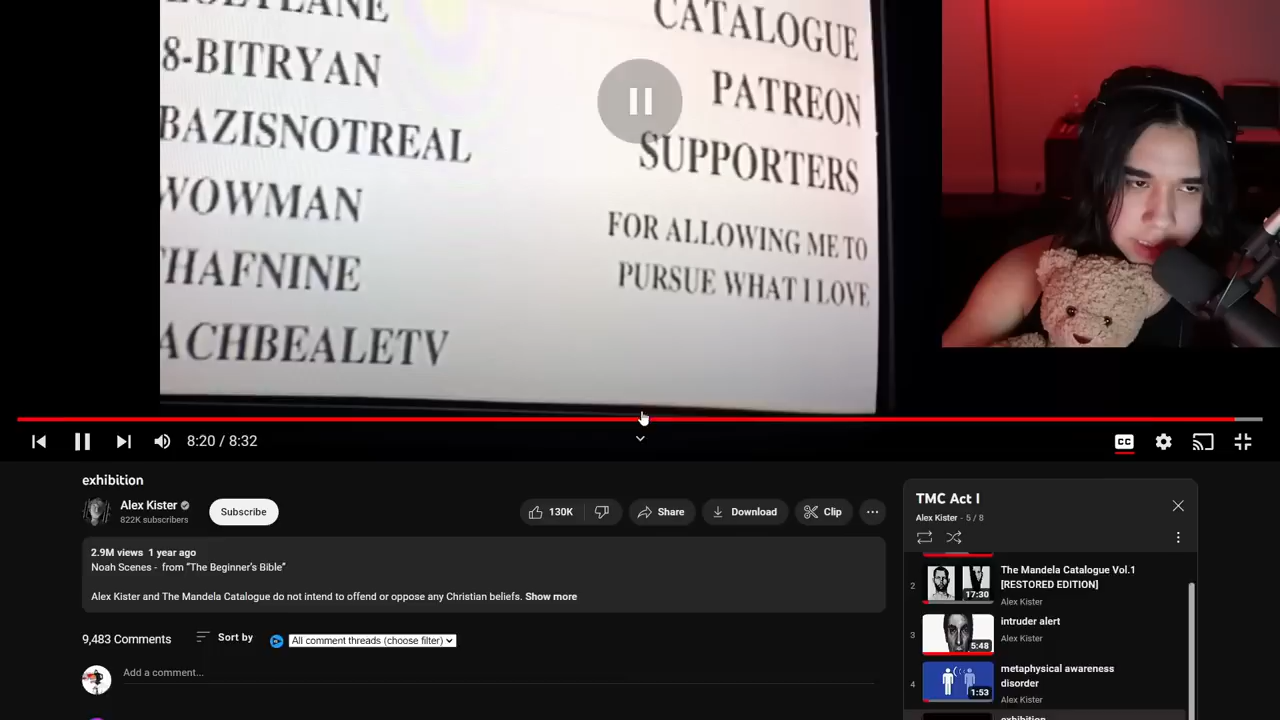 CATALOGUE
8-BITRYAN
PATREON
BAZISNOTREAL
SUPPORTERS
WOWMAN
FOR ALLOWING ME TO
HAFNINE
PURSUE WHAT I LOVE
ACHBEALETV
8:20 / 8:32
CC
exhibition
Alex Kister
822K subscribers
Subscribe
130K
Share
Download
Clip
2.9M views 1 year ago
Noah Scenes - from “The Beginner's Bible”
Alex Kister and The Mandela Catalogue do not intend to offend or oppose any Christian beliefs. Show more
9,483 Comments
Sort by
All comment threads (choose filter)
Add a comment...
TMC Act I
Alex Kister - 5 / 8
2
The Mandela Catalogue Vol.1
[RESTORED EDITION]
17:30
Alex Kister
3
intruder alert
Alex Kister
5:48
4
metaphysical awareness
disorder
1:53
Alex Kister
exhibition